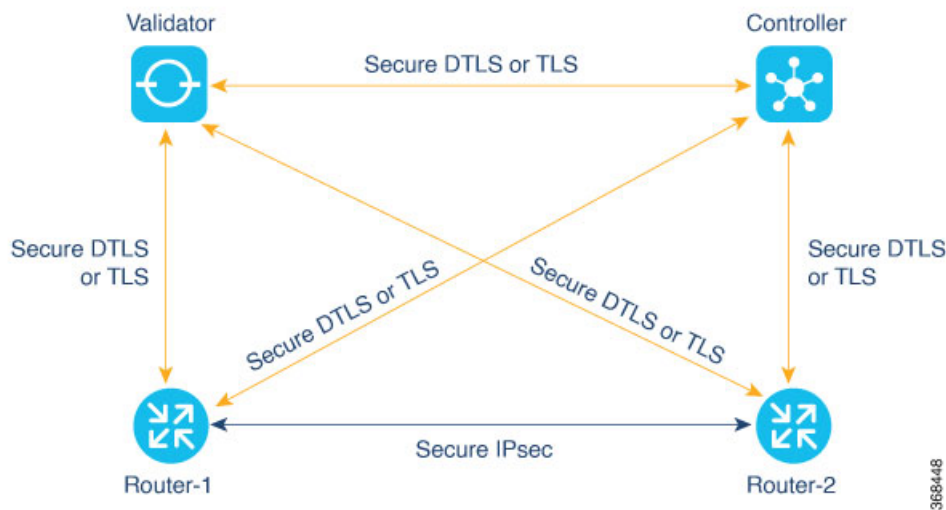 Validator
Controller
Secure DTLS or TLS
Secure DTLS
or TLS
Secure DTLS or TLS
Secure DTLS or TLS
Secure DTLS
or TLS
Secure IPsec
Router-1
Router-2
368448